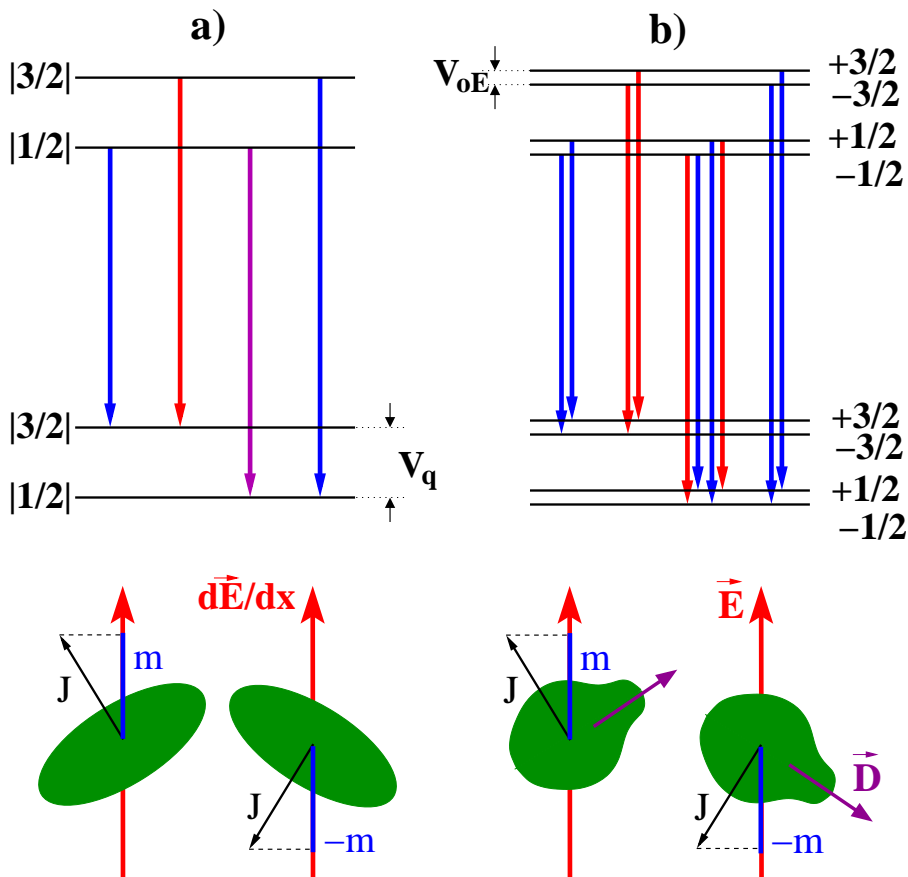 a)
|3/2|
|1/2|
|3/2|
|1/2|
V_q
b)
V_oE
+3/2
−3/2
+1/2
−1/2
+3/2
−3/2
+1/2
−1/2
dE⃗/dx
m
J
J
−m
E⃗
m
J
D⃗
J
−m